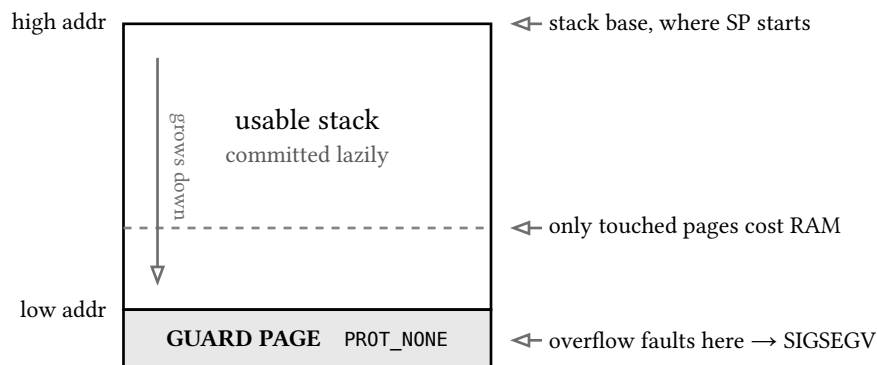 high addr
stack base, where SP starts
grows down
usable stack
committed lazily
only touched pages cost RAM
low addr
GUARD PAGE PROT_NONE
overflow faults here → SIGSEGV